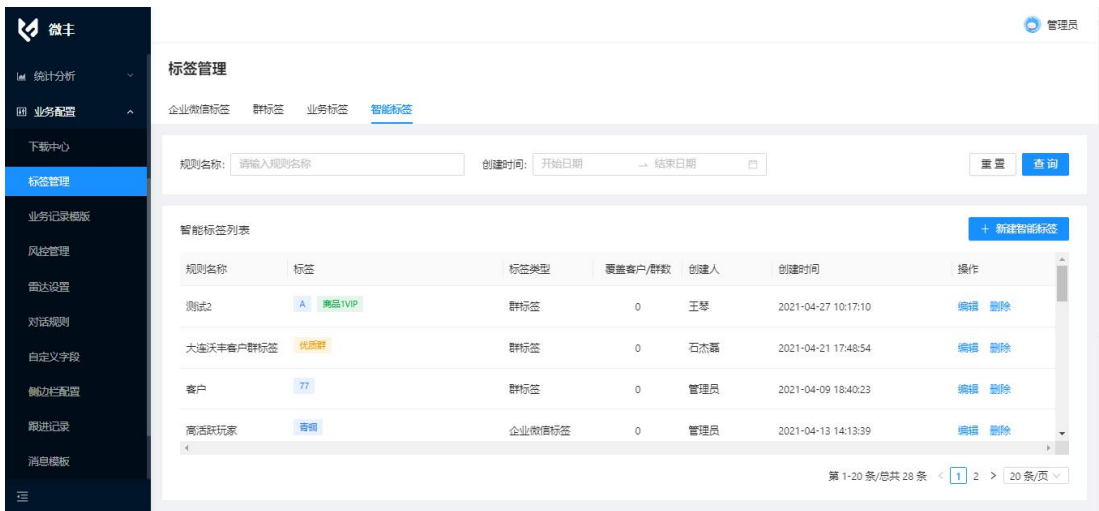 微丰
管理员
统计分析
业务配置
下载中心
标签管理
业务记录模版
风控管理
雷达设置
对话规则
自定义字段
侧边栏配置
跟进记录
消息模板
标签管理
企业微信标签 群标签 业务标签 智能标签
规则名称: 请输入规则名称 创建时间: 开始日期 → 结束日期 重置 查询
智能标签列表 + 新建智能标签
规则名称 标签 标签类型 覆盖客户/群数 创建人 创建时间 操作
测试2 A 商品1VIP 群标签 0 王琴 2021-04-27 10:17:10 编辑 删除
大连沃丰客户群标签 优质群 群标签 0 石杰磊 2021-04-21 17:48:54 编辑 删除
客户 77 群标签 0 管理员 2021-04-09 18:40:23 编辑 删除
高活跃玩家 青铜 企业微信标签 0 管理员 2021-04-13 14:13:39 编辑 删除
第 1-20 条/总共 28 条 < 1 2 > 20 条/页